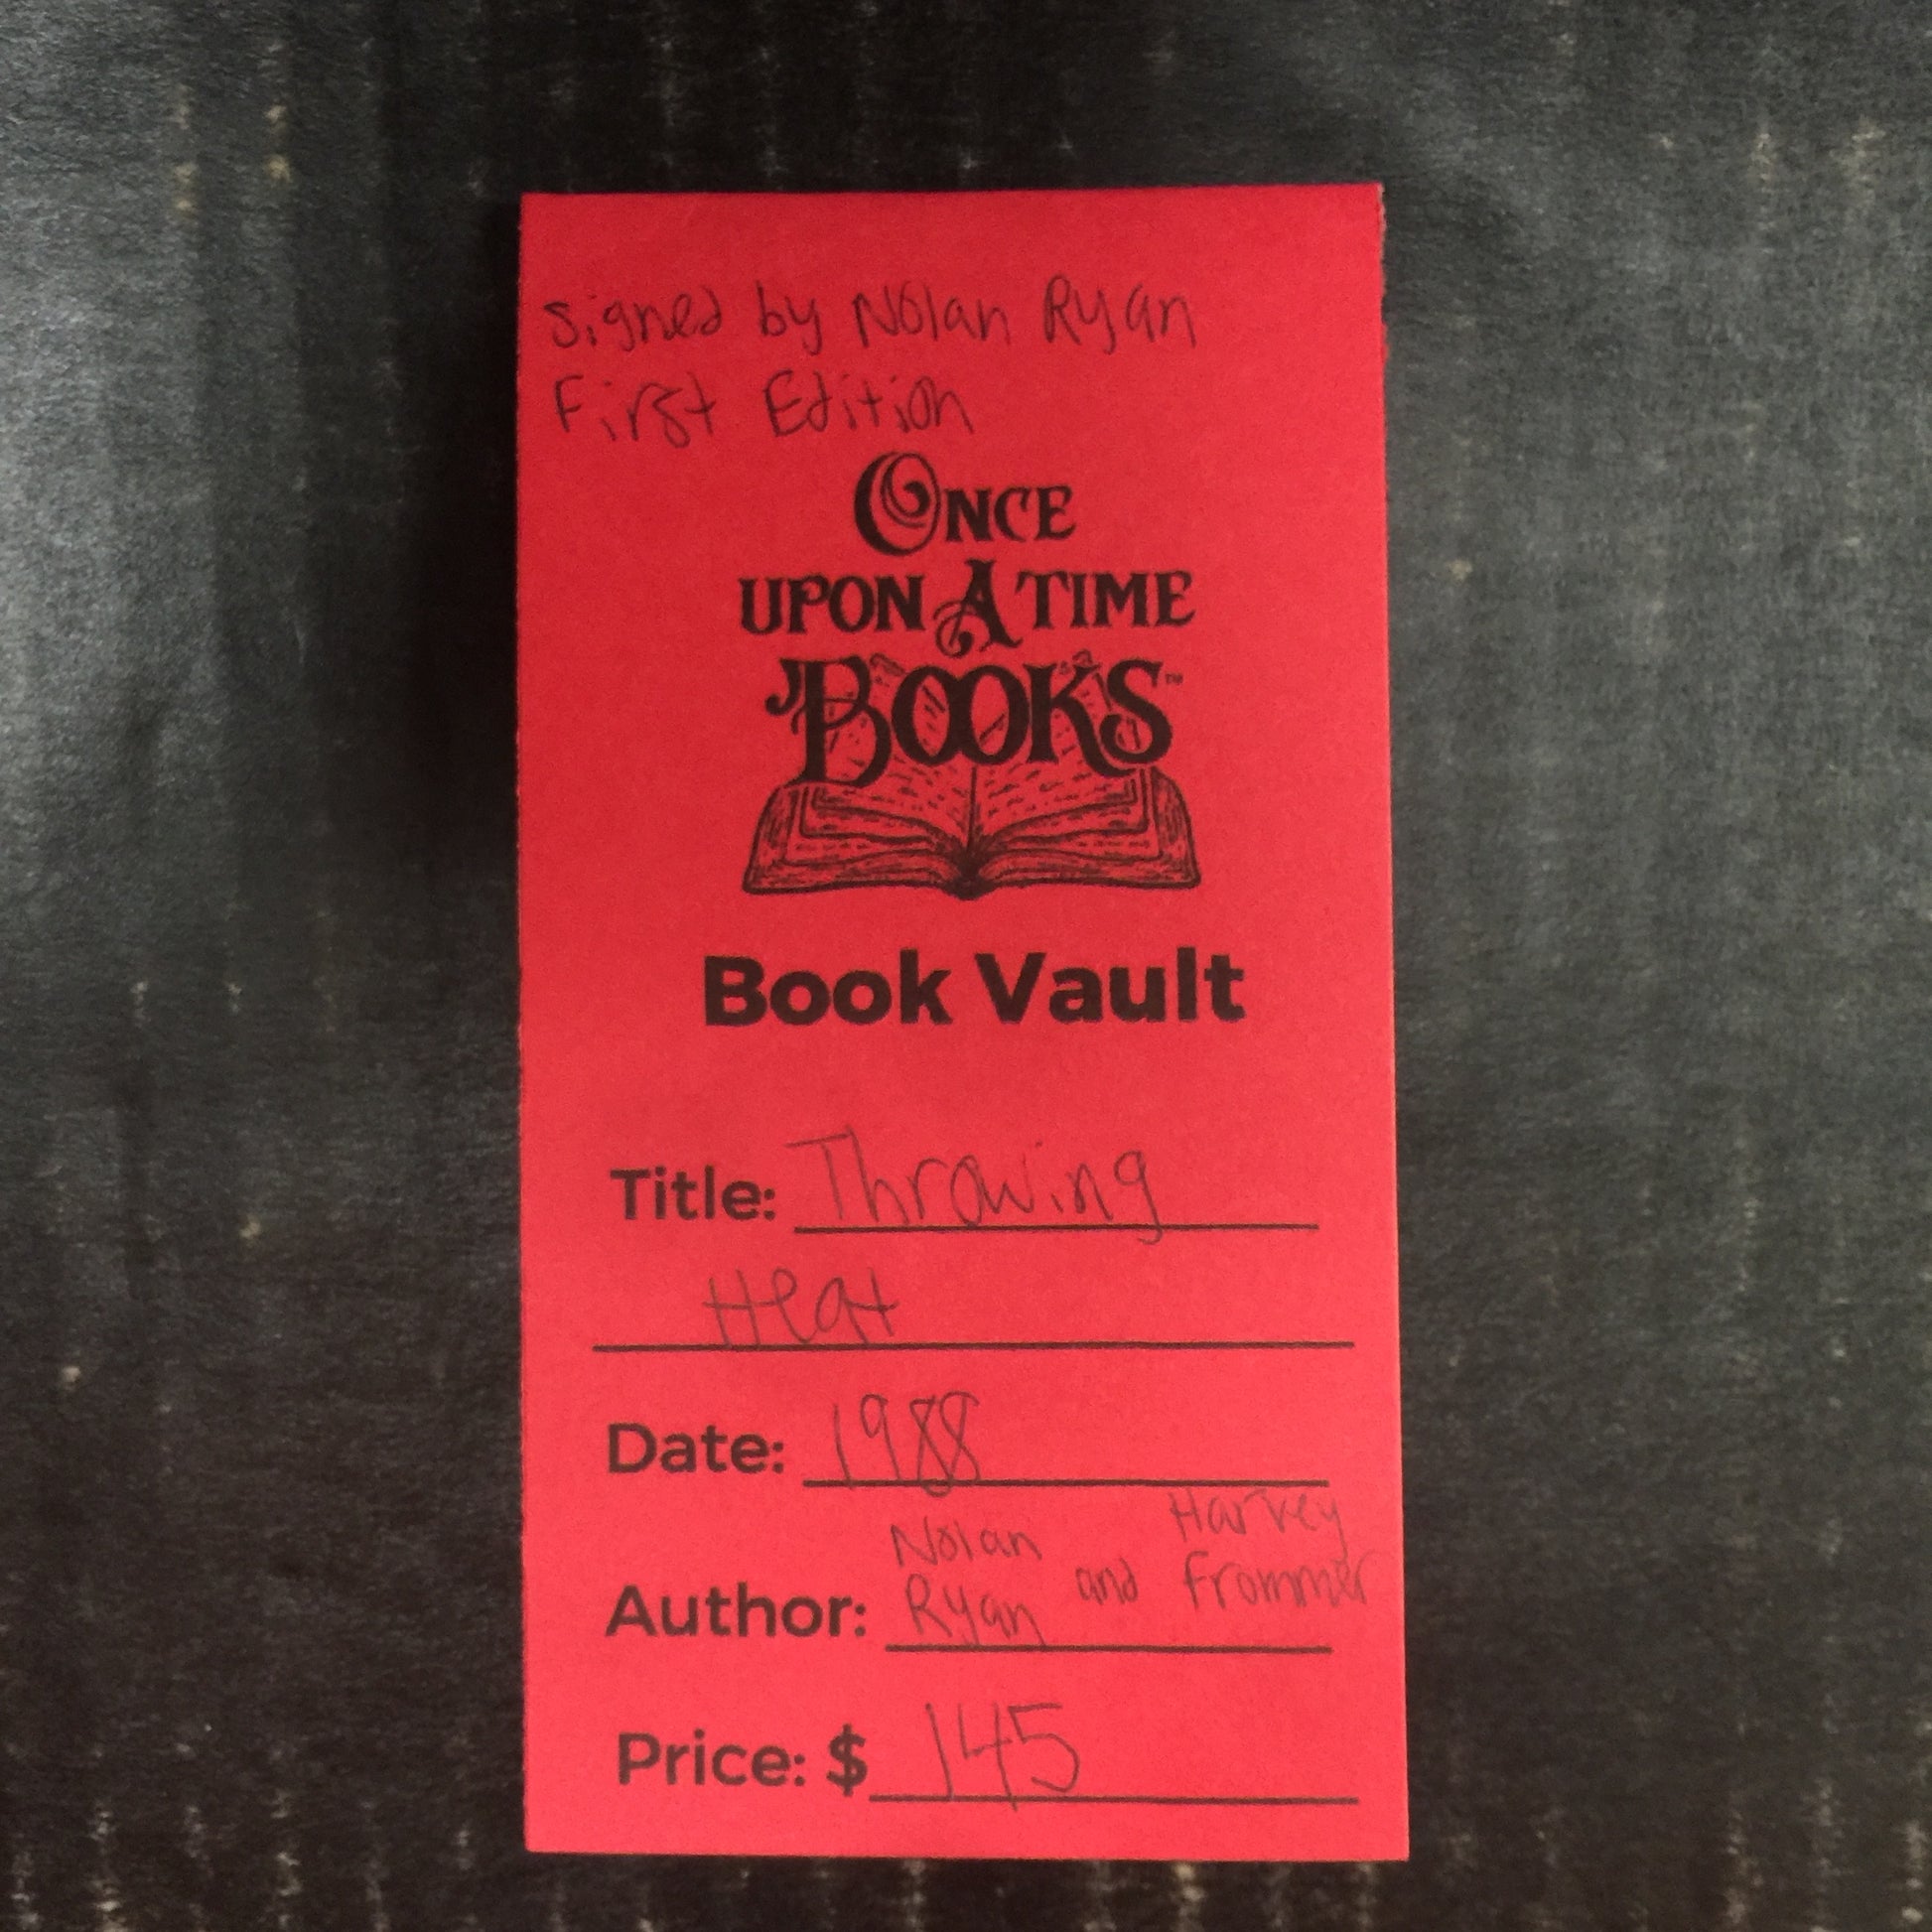 signed by Nolan Ryan
First Edition
ONCE
UPON A TIME
BOOKS™
Book Vault
Title: Throwing
Heat
Date: 1988
Author: Nolan Ryan and Harvey Frommer
Price: $ 145